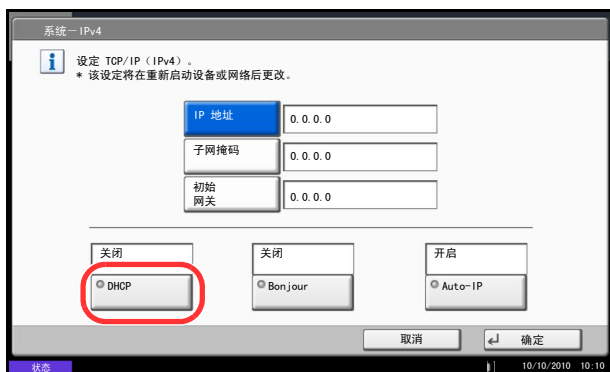 系统－IPv4
设定 TCP/IP（IPv4）。
* 该设定将在重新启动设备或网络后更改。
IP 地址
0.0.0.0
子网掩码
0.0.0.0
初始
网关
0.0.0.0
关闭
关闭
开启
DHCP
Bonjour
Auto-IP
取消
确定
状态
10/10/2010 10:10